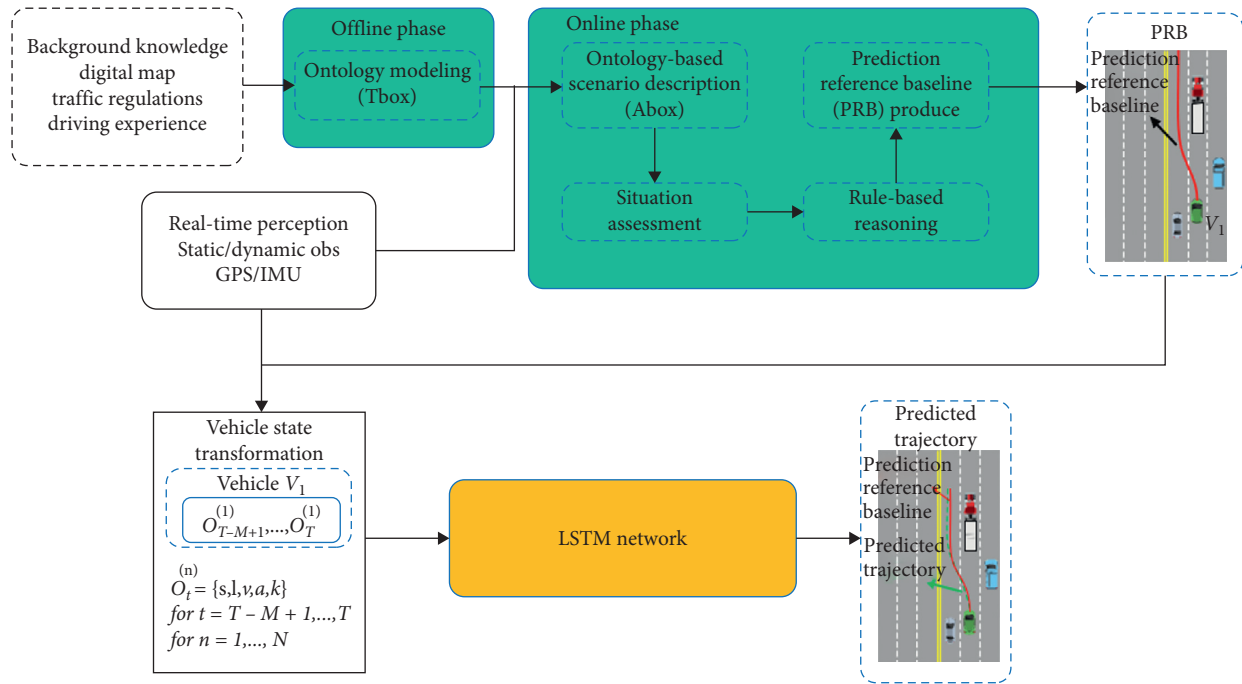 Background knowledge
digital map
traffic regulations
driving experience
Offline phase
Ontology modeling
(Tbox)
Online phase
Ontology-based
scenario description
(Abox)
Prediction
reference baseline
(PRB) produce
Situation
assessment
Rule-based
reasoning
PRB
Prediction
reference
baseline
V1
Real-time perception
Static/dynamic obs
GPS/IMU
Vehicle state
transformation
Vehicle V1
O(1)T–M+1,...,O(1)T
O(n)t = {s,l,v,a,k}
for t = T – M + 1,...,T
for n = 1,..., N
LSTM network
Predicted
trajectory
Prediction
reference
baseline
Predicted
trajectory